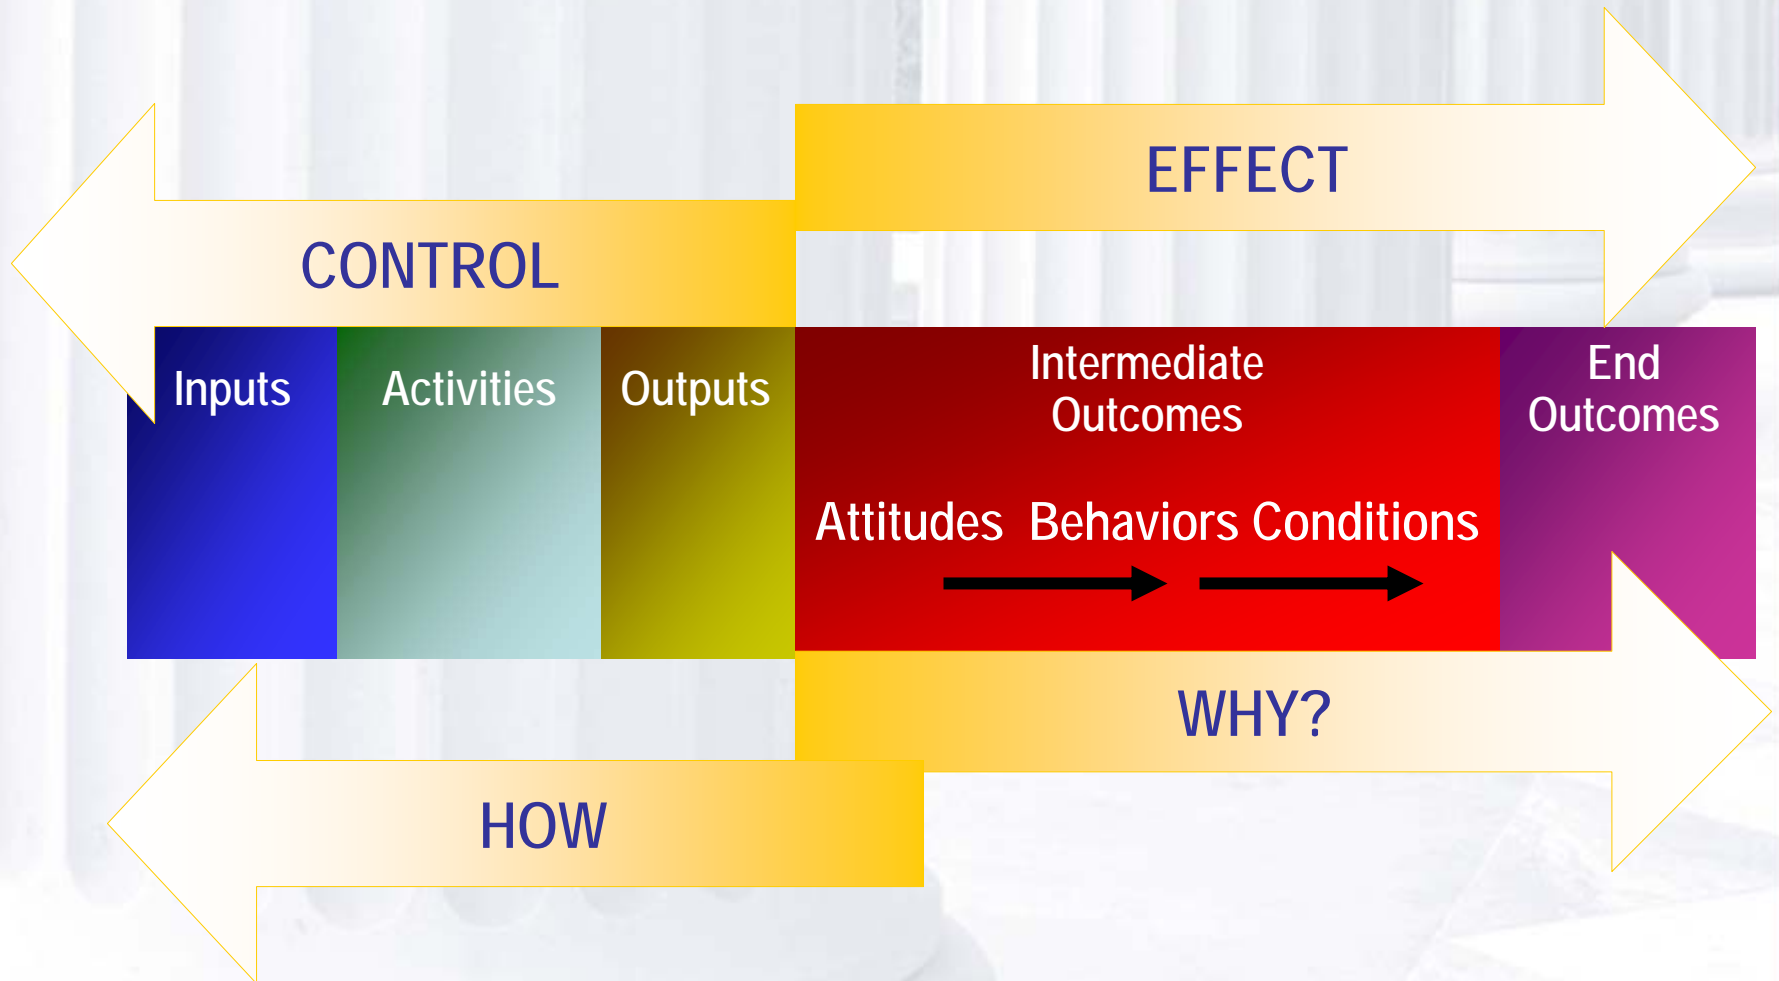 EFFECT
CONTROL
Inputs
Activities
Outputs
Intermediate
Outcomes
End
Outcomes
Attitudes Behaviors Conditions
WHY?
HOW